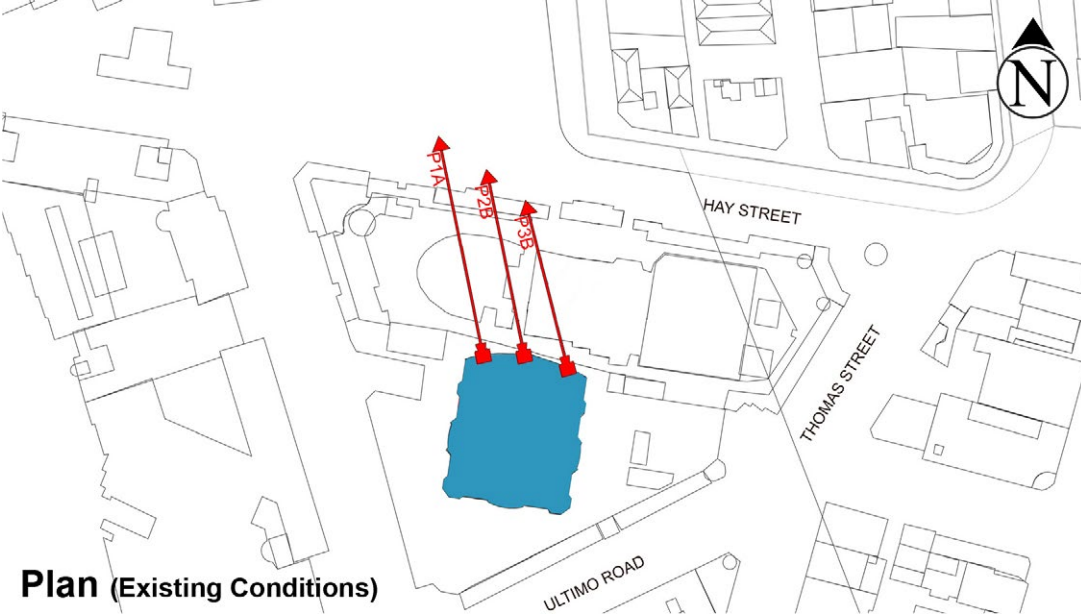 N
P1A
P2B
P3B
HAY STREET
THOMAS STREET
ULTIMO ROAD
Plan (Existing Conditions)